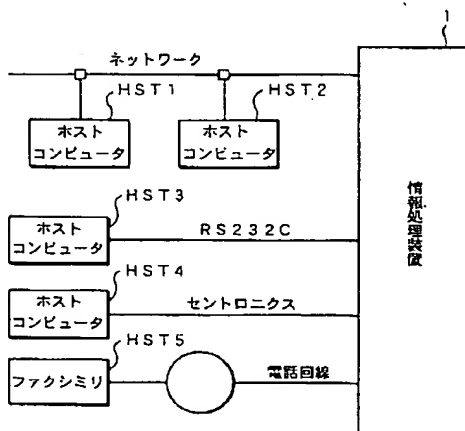 1
ネットワーク
HST1
HST2
ホスト
コンピュータ
ホスト
コンピュータ
情報処理装置
HST3
ホスト
コンピュータ
RS232C
HST4
ホスト
コンピュータ
セントロニクス
HST5
ファクシミリ
電話回線